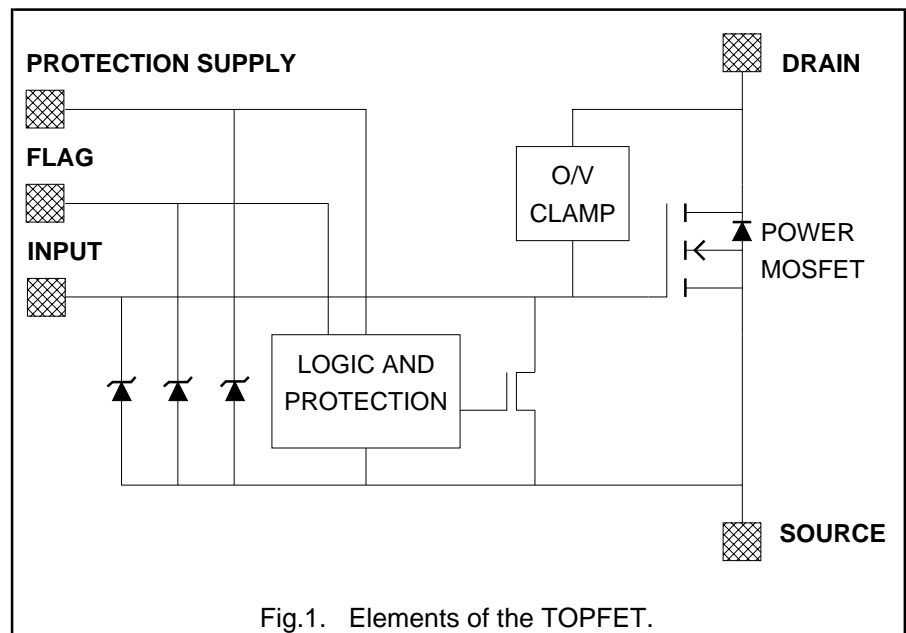 PROTECTION SUPPLY
DRAIN
FLAG
O/V
CLAMP
INPUT
POWER
MOSFET
LOGIC AND
PROTECTION
SOURCE
Fig.1. Elements of the TOPFET.